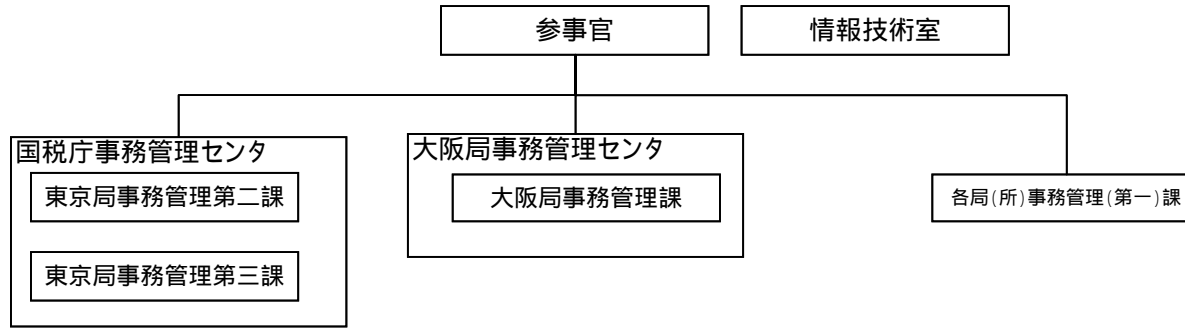 参事官
情報技術室
国税庁事務管理センタ
東京局事務管理第二課
東京局事務管理第三課
大阪局事務管理センタ
大阪局事務管理課
各局(所)事務管理(第一)課